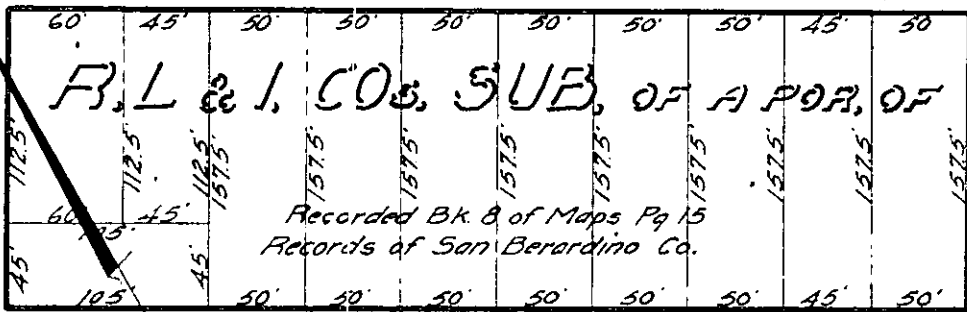 60' 45' 50' 50' 50' 50' 50' 50' 45' 50'
R. L & I. COs. SUB. OF A POR. OF
112.5' 112.5' 112.5' 157.5' 157.5' 157.5' 157.5' 157.5' 157.5' 157.5' 157.5' 157.5'
60' 45' Recorded Bk. 8 of Maps Pg 15
105' Records of San Berardino Co.
45' 45'
105' 50' 50' 50' 50' 50' 50' 45' 50'